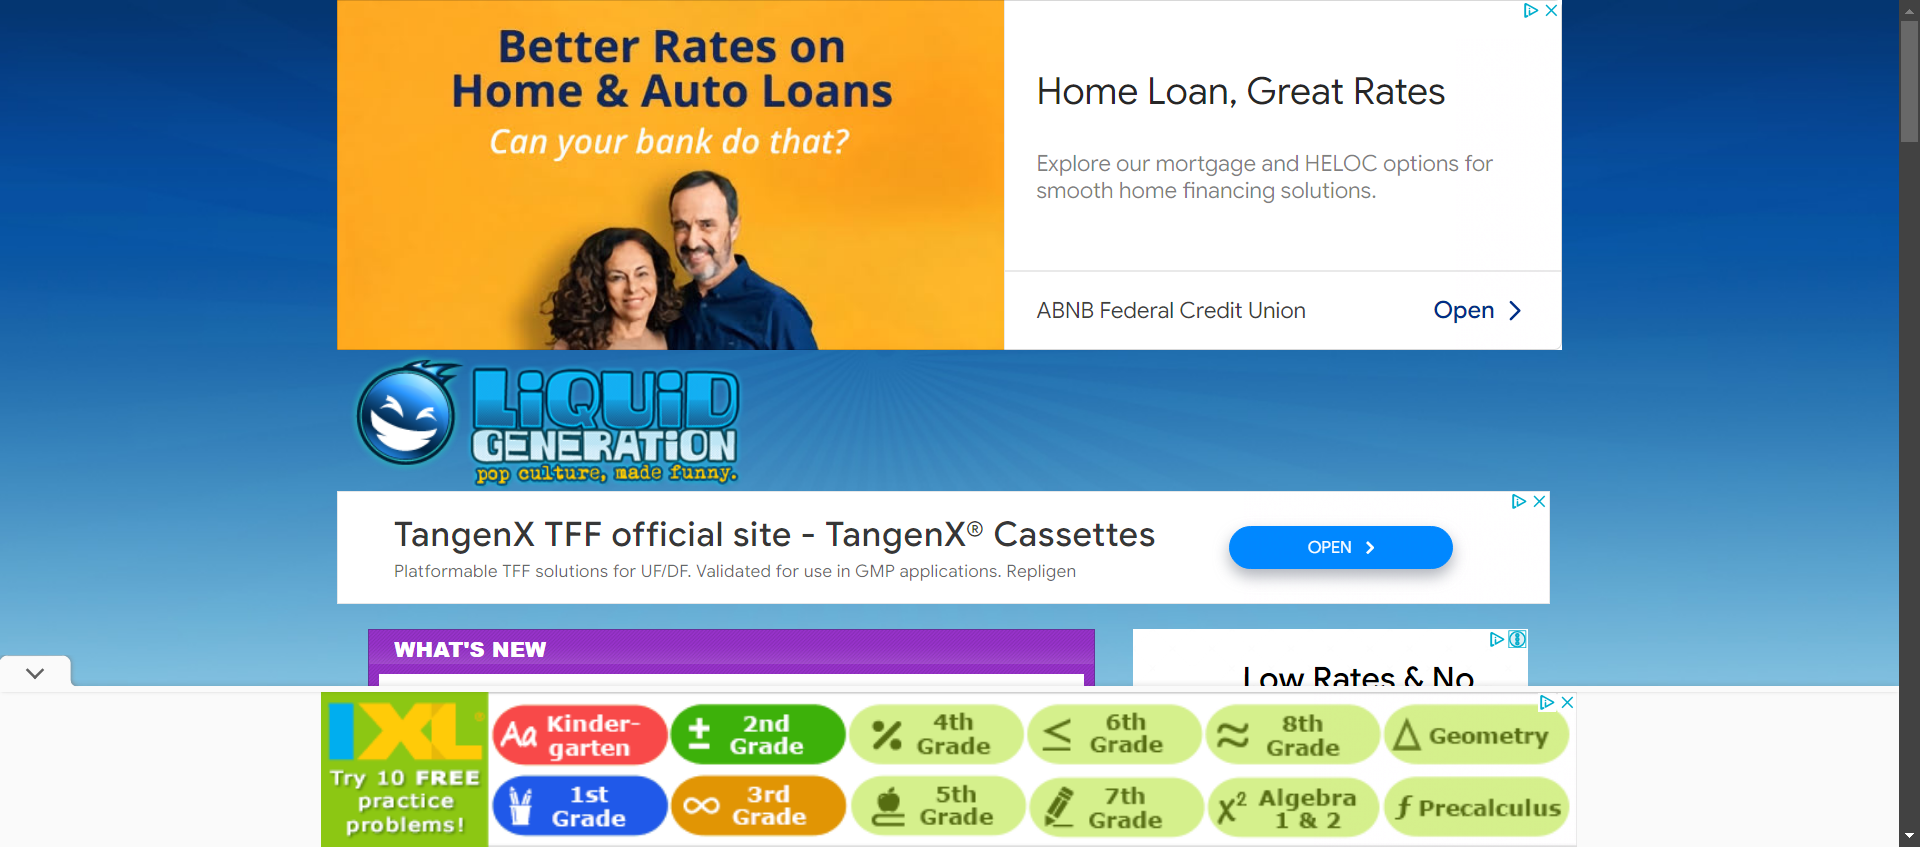 Better Rates on
Home & Auto Loans
Can your bank do that?
Home Loan, Great Rates
Explore our mortgage and HELOC options for
smooth home financing solutions.
ABNB Federal Credit Union
Open
LiQUiD
GENERATiON
pop culture, made funny.
TangenX TFF official site - TangenX® Cassettes
Platformable TFF solutions for UF/DF. Validated for use in GMP applications. Repligen
OPEN
WHAT'S NEW
Low Rates & No
IXL®
Try 10 FREE
practice
problems!
Aa Kinder-
garten
± 2nd
Grade
% 4th
Grade
≤ 6th
Grade
≈ 8th
Grade
Δ Geometry
1st
Grade
∞ 3rd
Grade
5th
Grade
7th
Grade
x² Algebra
1 & 2
ƒ Precalculus